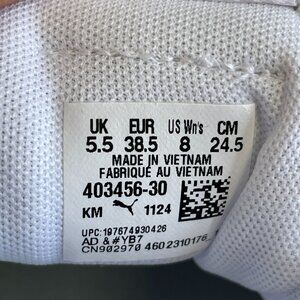 UK EUR US Wn's CM
5.5 38.5 8 24.5
MADE IN VIETNAM
FABRIQUÉ AU VIETNAM
403456-30
KM 1124
UPC:197674930426
AD & #YB7
CN902970 4602310176